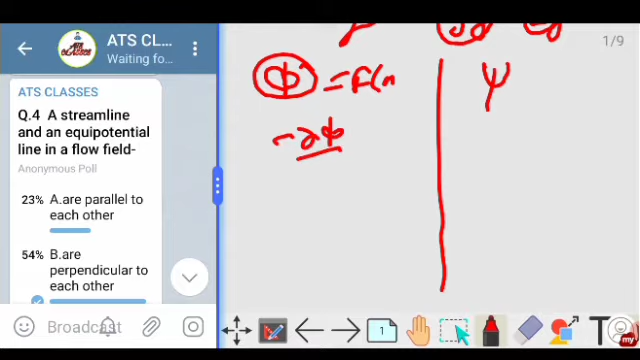 ATS CL...
Waiting fo...
1/9
ATS CLASSES
Q.4 A streamline
and an equipotential
line in a flow field-
Anonymous Poll
23% A.are parallel to
each other
54% B.are
perpendicular to
each other
Broadcast
ϕ = F(n
-∂ϕ
ψ
1
T
my